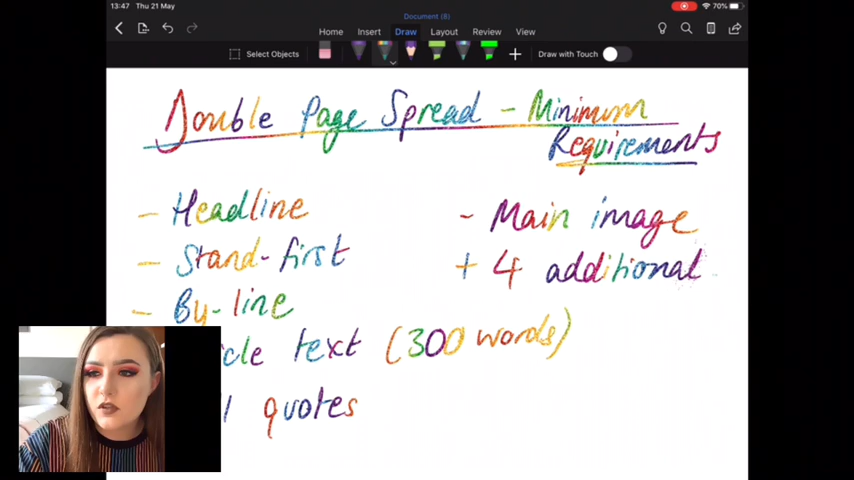 13:47 Thu 21 May
70%
Document (8)
Home Insert Draw Layout Review View
Select Objects
Draw with Touch
Double Page Spread - Minimum
Requirements
- Headline
- Main image
- Stand-first
+ 4 additional
- By-line
text (300 words)
quotes